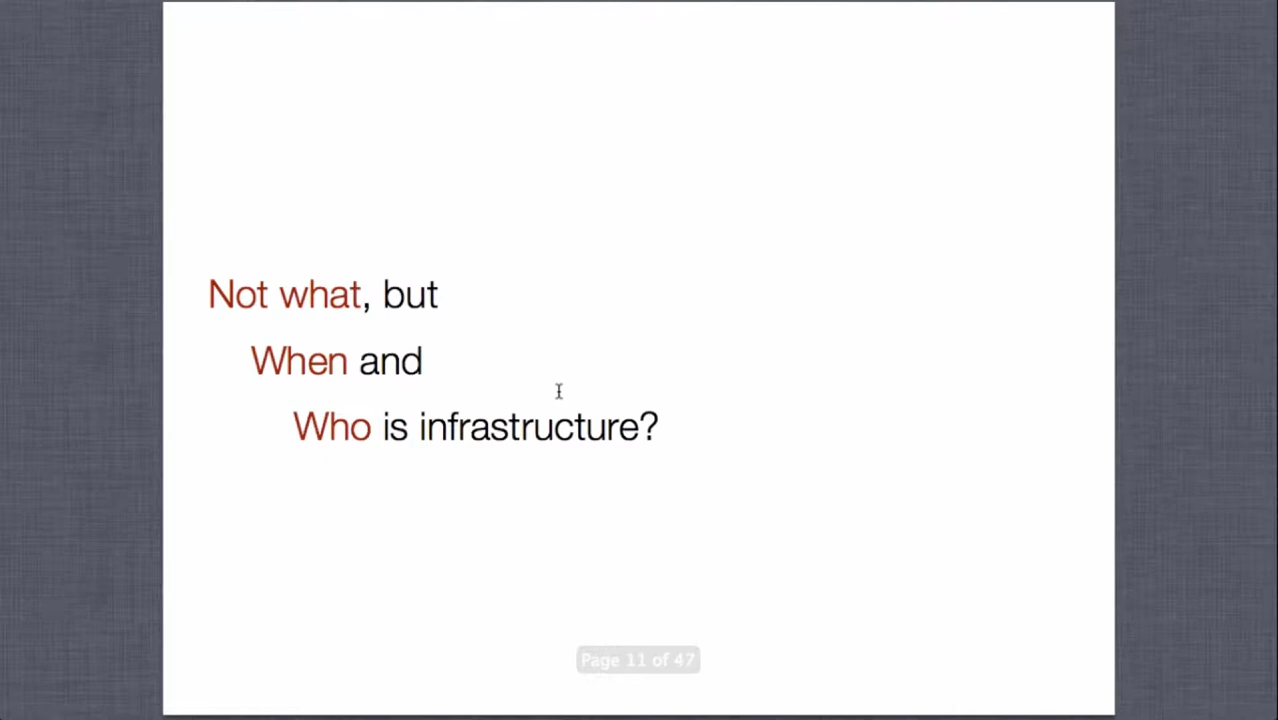 Not what, but
When and
Who is infrastructure?
Page 11 of 47